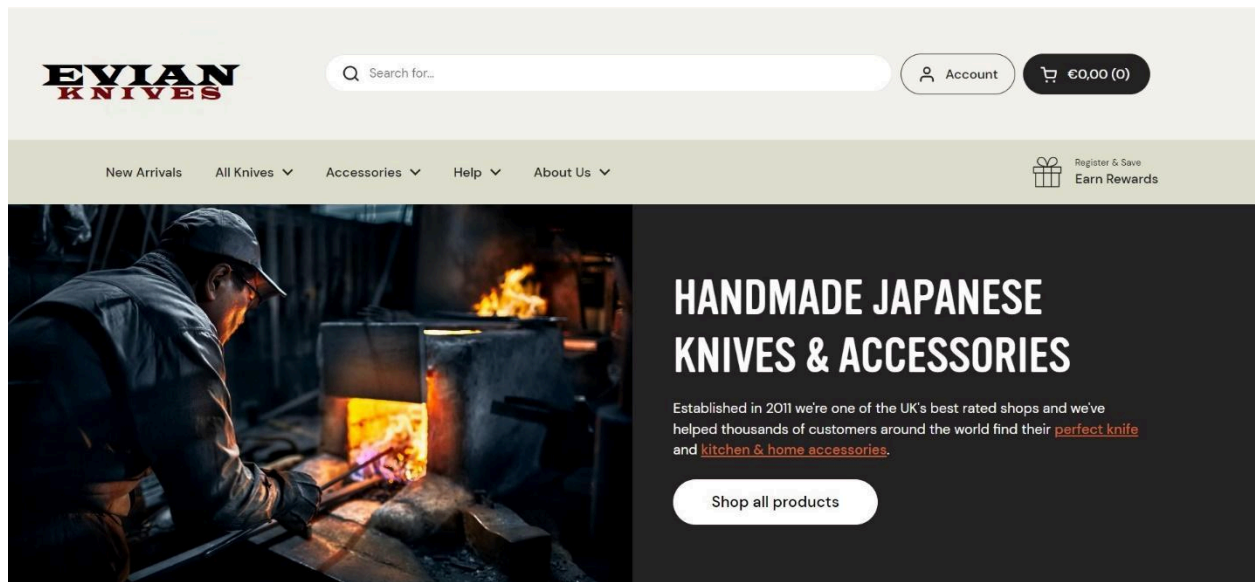 EVIAN
KNIVES
Search for...
Account
€0,00 (0)
New Arrivals
All Knives
Accessories
Help
About Us
Register & Save
Earn Rewards
HANDMADE JAPANESE
KNIVES & ACCESSORIES
Established in 2011 we're one of the UK's best rated shops and we've
helped thousands of customers around the world find their perfect knife
and kitchen & home accessories.
Shop all products